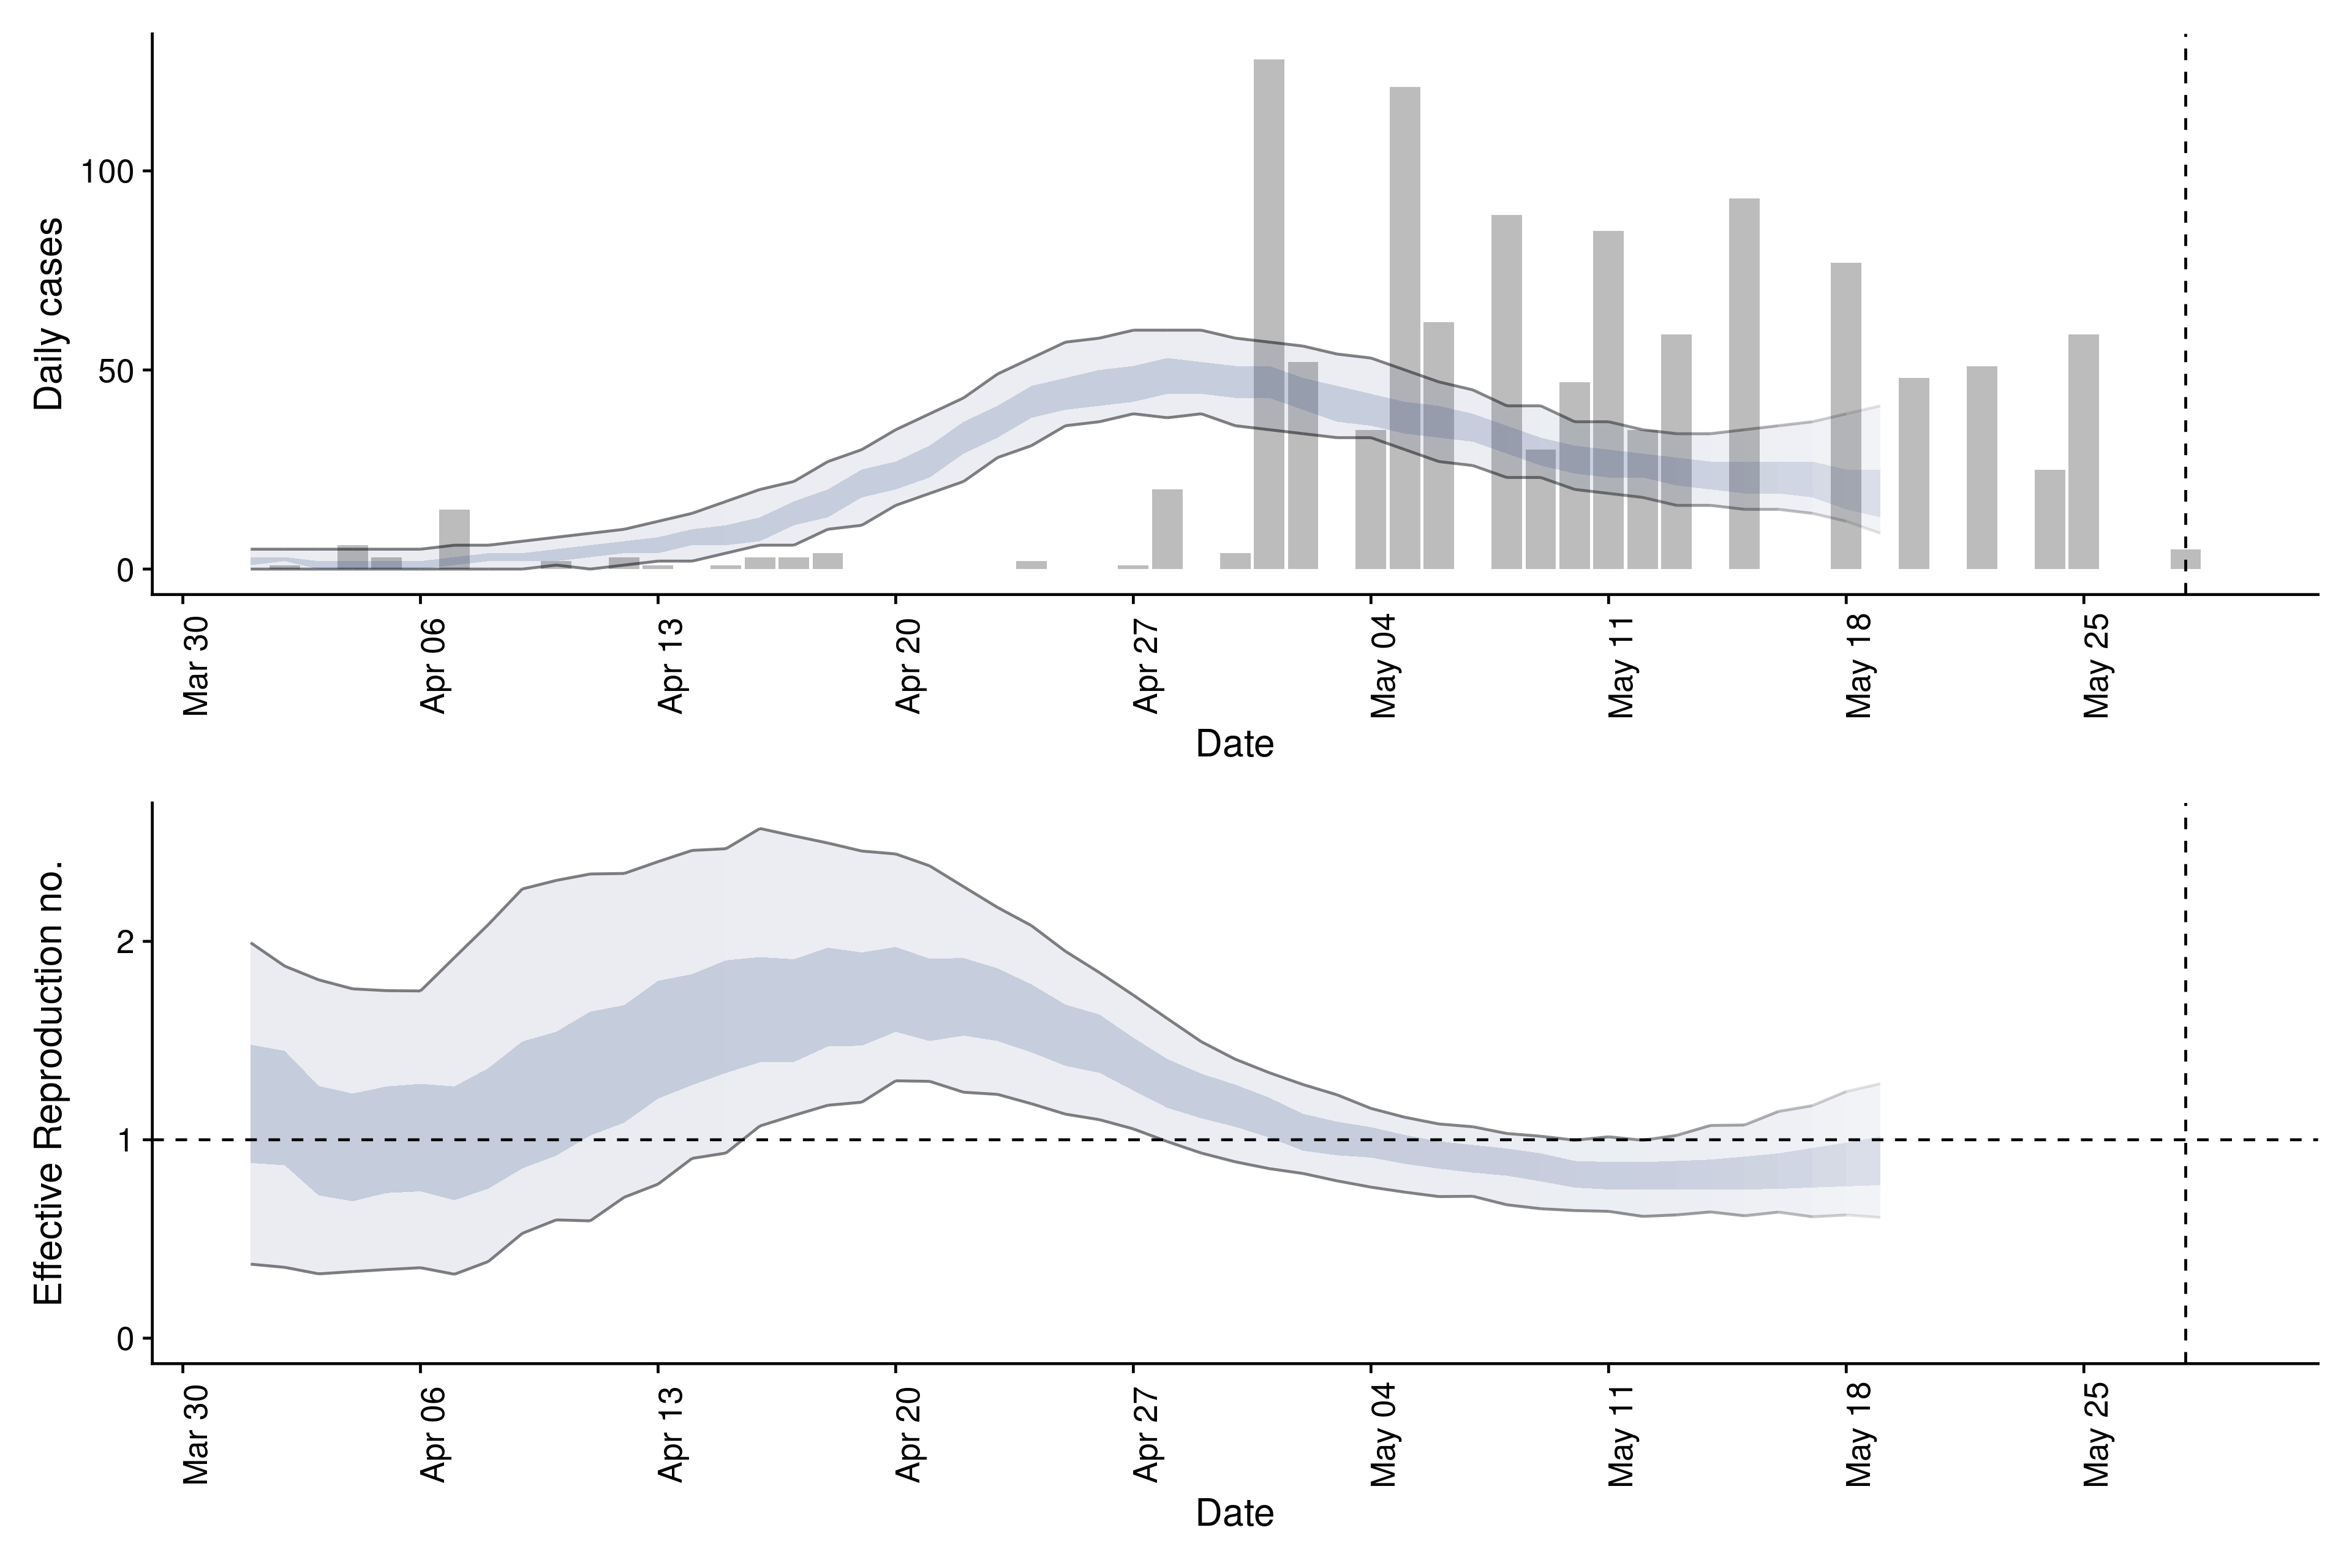 Daily cases
100
50
0
Mar 30
Apr 06
Apr 13
Apr 20
Apr 27
May 04
May 11
May 18
May 25
Date
Effective Reproduction no.
2
1
0
Mar 30
Apr 06
Apr 13
Apr 20
Apr 27
May 04
May 11
May 18
May 25
Date